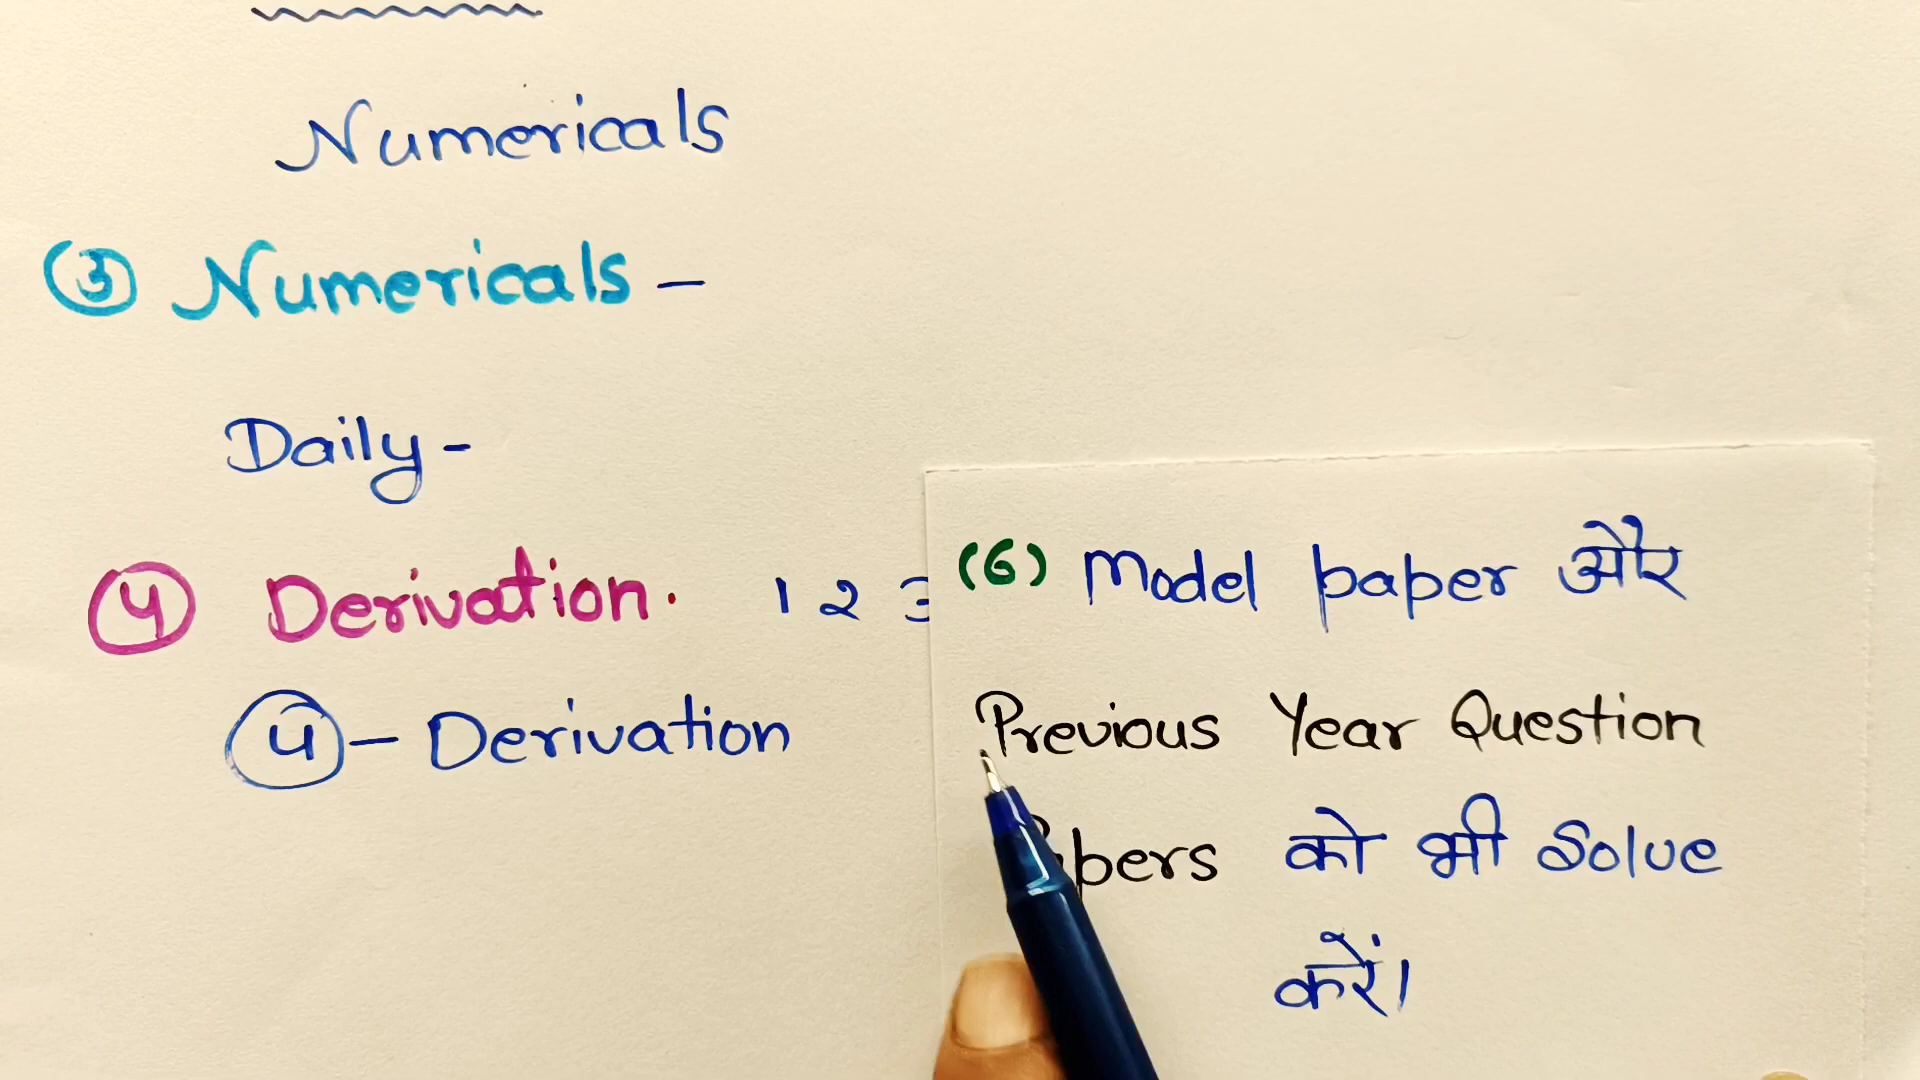 Numericals
(3) Numericals -
Daily -
(4) Derivation. 1 2 3
(4) - Derivation
(6) Model paper और
Previous Year Question
को भी Solve
करें।